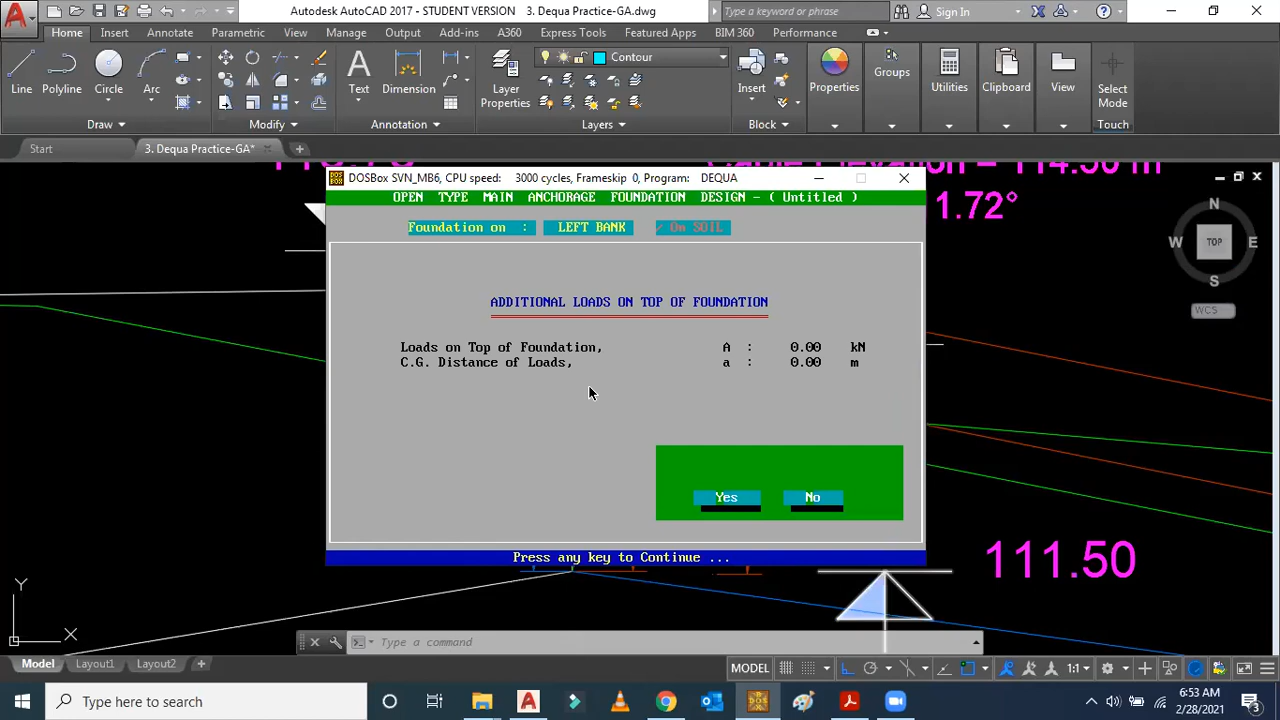 Autodesk AutoCAD 2017 - STUDENT VERSION 3. Dequa Practice-GA.dwg
Type a keyword or phrase
Sign In
Home Insert Annotate Parametric View Manage Output Add-ins A360 Express Tools Featured Apps BIM 360 Performance
Contour
Line Polyline Circle Arc Text Dimension Layer Properties Insert Properties Groups Utilities Clipboard View Select Mode
Draw Modify Annotation Layers Block Touch
Start 3. Dequa Practice-GA*
DOSBox SVN_MB6, CPU speed: 3000 cycles, Frameskip 0, Program: DEQUA
OPEN TYPE MAIN ANCHORAGE FOUNDATION DESIGN - ( Untitled )
Foundation on : LEFT BANK / On SOIL
ADDITIONAL LOADS ON TOP OF FOUNDATION
Loads on Top of Foundation, A : 0.00 kN
C.G. Distance of Loads, a : 0.00 m
Yes No
Press any key to Continue ...
1.72°
N
W TOP E
S
WCS
111.50
Y
X
Type a command
Model Layout1 Layout2
MODEL 1:1
Type here to search
6:53 AM
2/28/2021
3